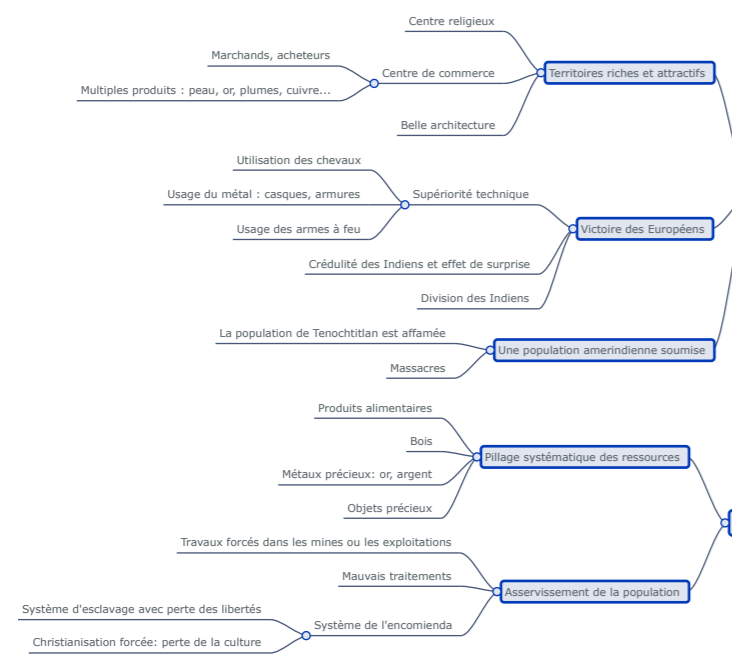 Centre religieux
Marchands, acheteurs
Centre de commerce
Territoires riches et attractifs
Multiples produits : peau, or, plumes, cuivre...
Belle architecture
Utilisation des chevaux
Usage du métal : casques, armures
Supériorité technique
Usage des armes à feu
Victoire des Européens
Crédulité des Indiens et effet de surprise
Division des Indiens
La population de Tenochtitlan est affamée
Une population amerindienne soumise
Massacres
Produits alimentaires
Bois
Pillage systématique des ressources
Métaux précieux: or, argent
Objets précieux
Travaux forcés dans les mines ou les exploitations
Mauvais traitements
Asservissement de la population
Système d'esclavage avec perte des libertés
Système de l'encomienda
Christianisation forcée: perte de la culture